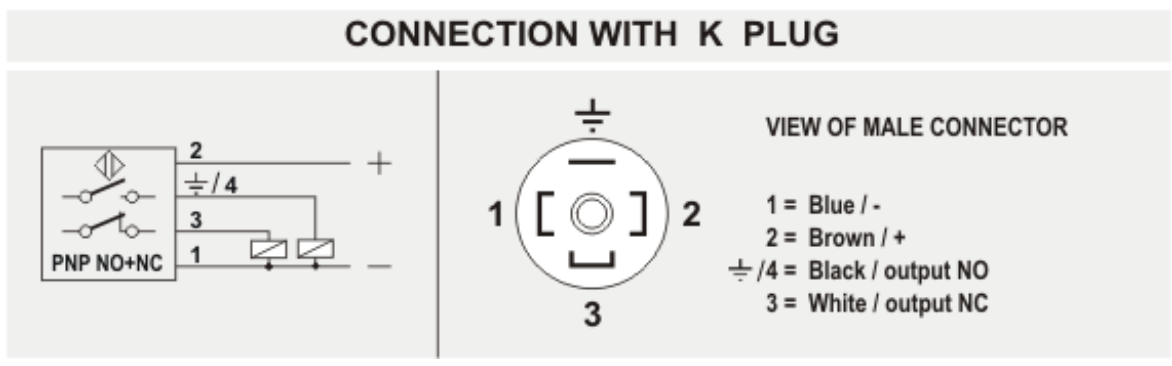 CONNECTION WITH K PLUG
2
+
⏚/4
3
1
−
PNP NO+NC
1
2
3
VIEW OF MALE CONNECTOR
1 = Blue / -
2 = Brown / +
⏚/4 = Black / output NO
3 = White / output NC